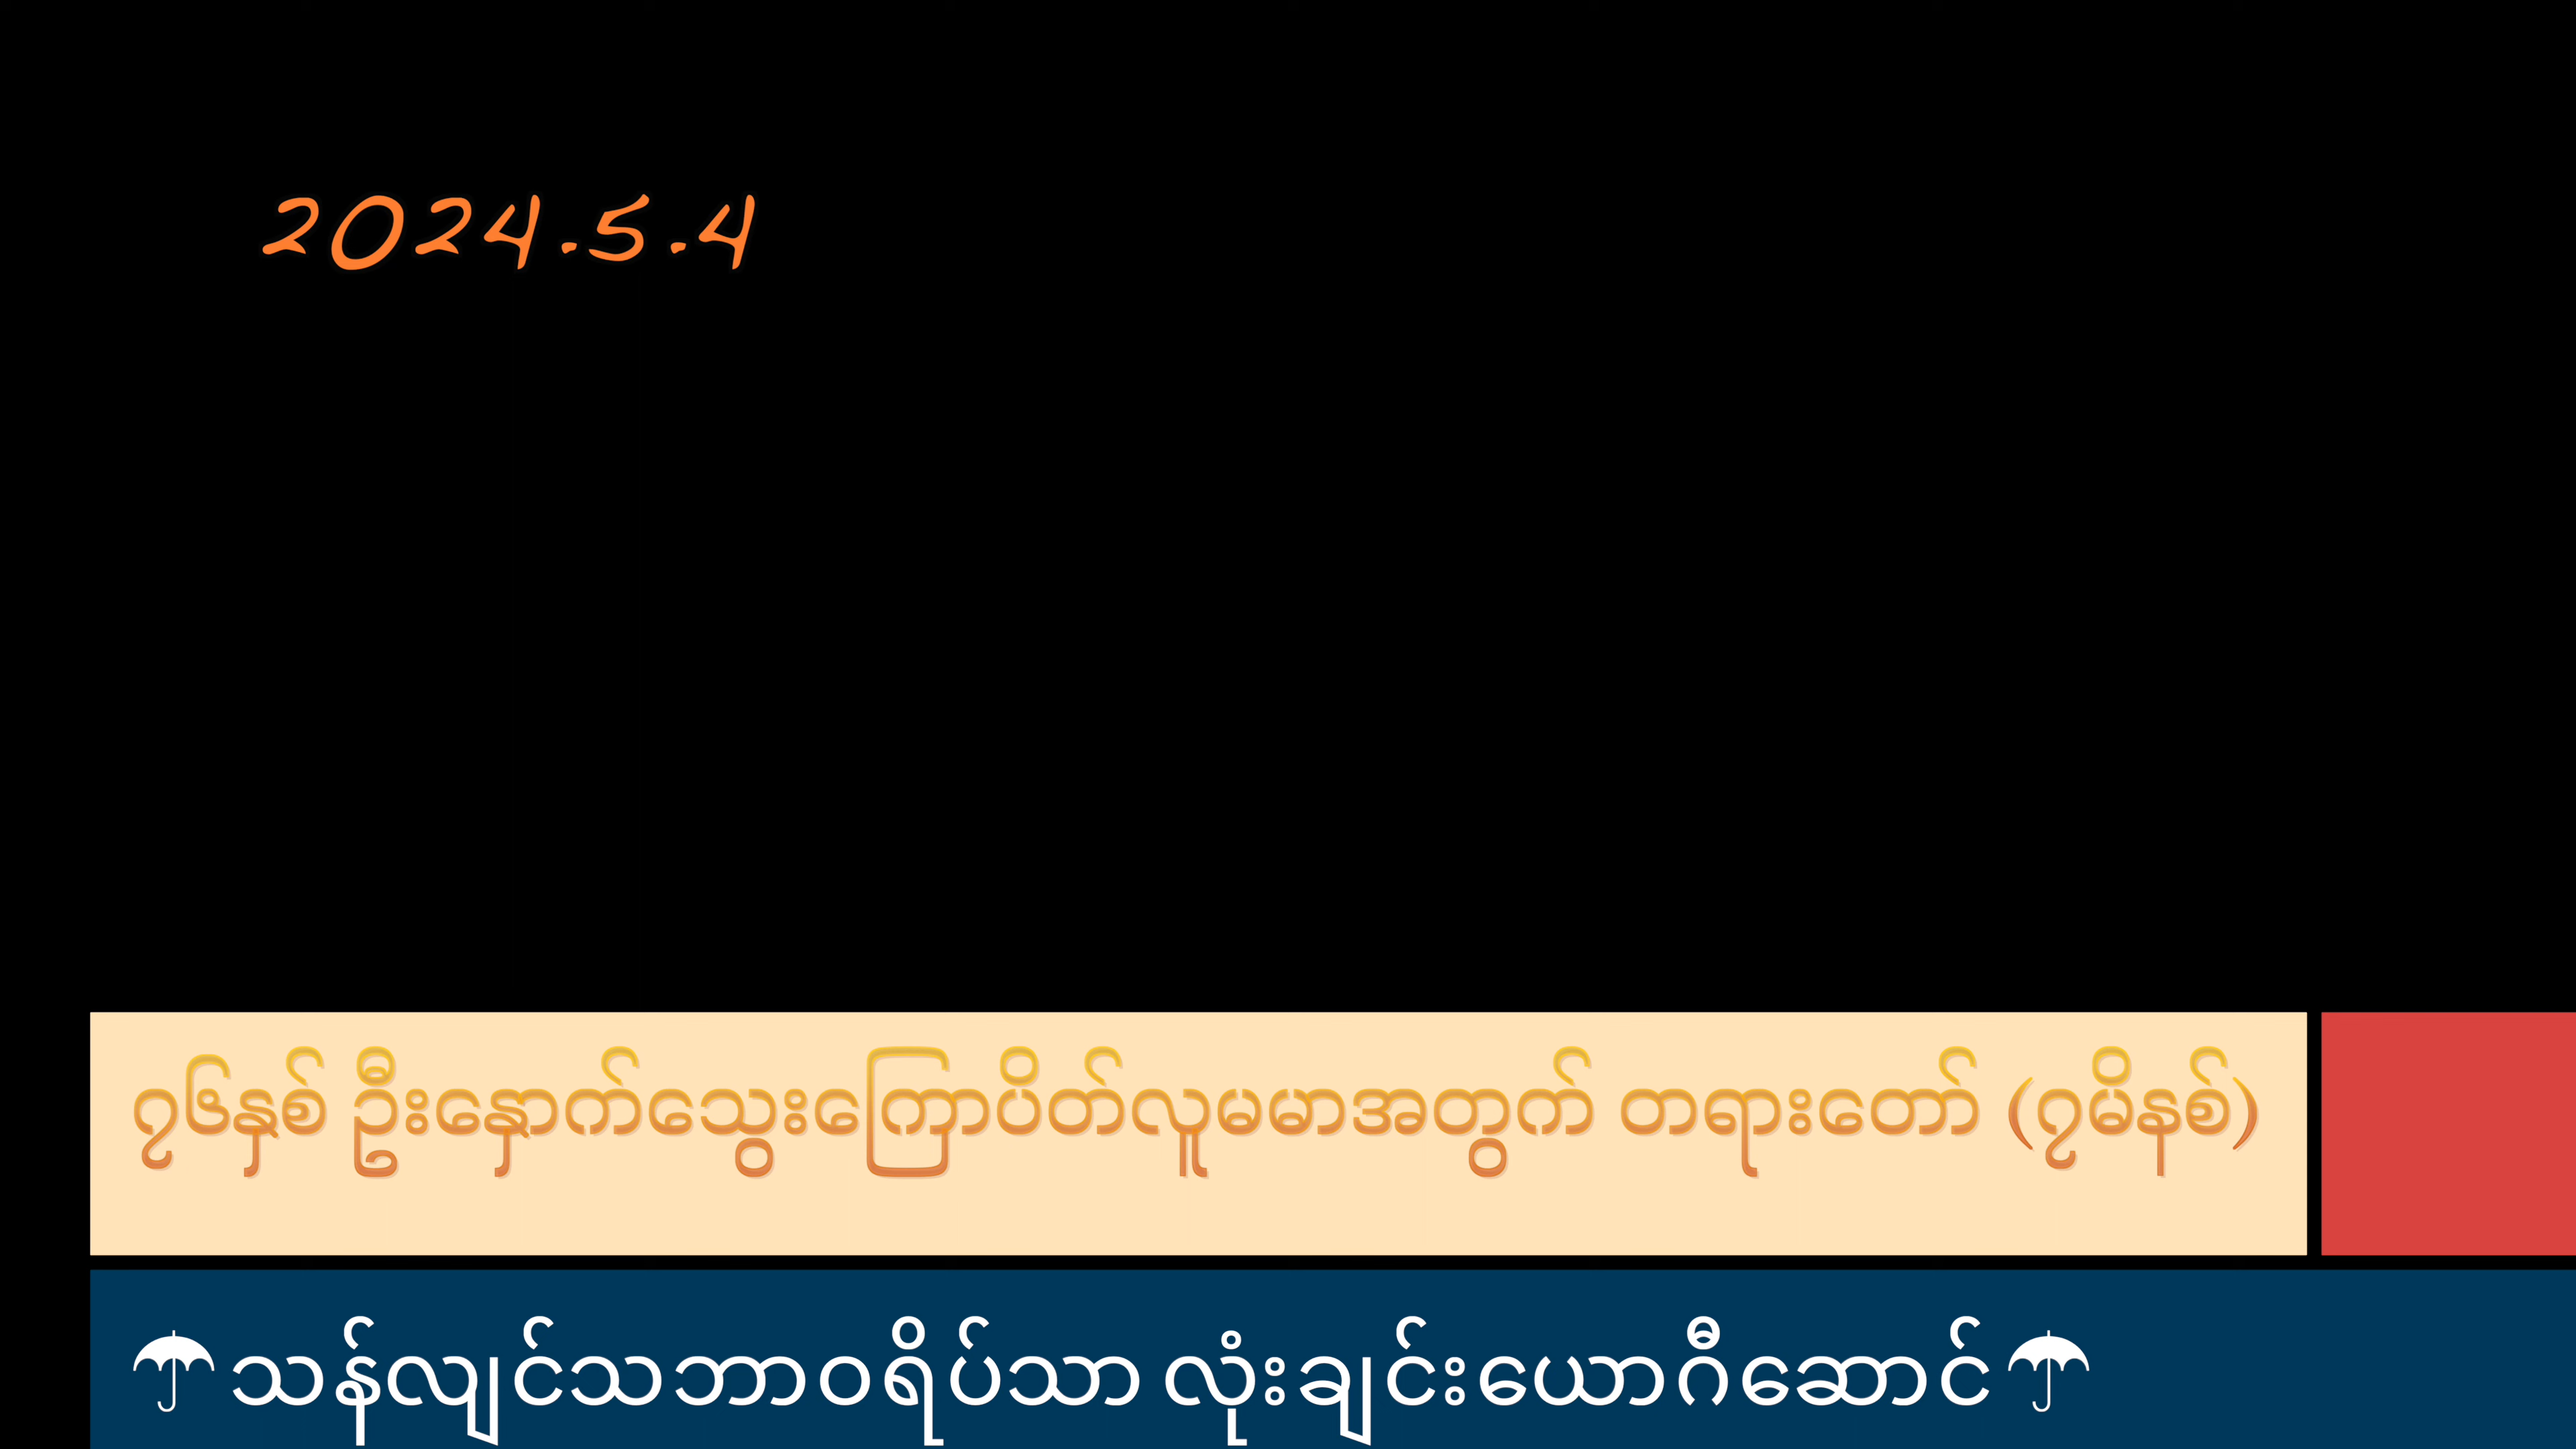 2024.5.4
၇၆နှစ် ဦးနှောက်သွေးကြောပိတ်လူမမာအတွက် တရားတော် (၇မိနစ်)
☂သန်လျင်သဘာဝရိပ်သာ လုံးချင်းယောဂီဆောင်☂